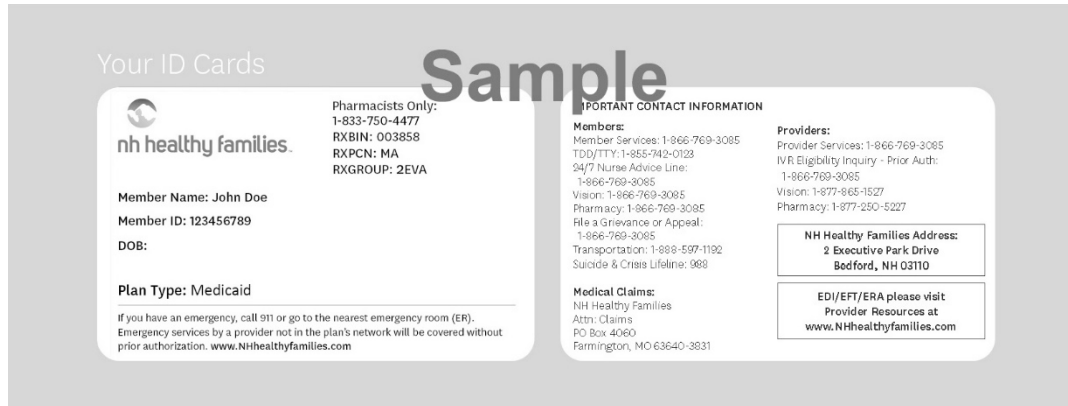 Your ID Cards
Sample
nh healthy families
Pharmacists Only:
1-833-750-4477
RXBIN: 003858
RXPCN: MA
RXGROUP: 2EVA
Member Name: John Doe
Member ID: 123456789
DOB:
Plan Type: Medicaid
If you have an emergency, call 911 or go to the nearest emergency room (ER).
Emergency services by a provider not in the plan's network will be covered without
prior authorization. www.NHhealthyfamilies.com
IMPORTANT CONTACT INFORMATION
Members:
Member Services: 1-866-769-3085
TDD/TTY: 1-855-742-0123
24/7 Nurse Advice Line:
1-866-769-3085
Vision: 1-866-769-3085
Pharmacy: 1-866-769-3085
File a Grievance or Appeal:
1-866-769-3085
Transportation: 1-888-597-1192
Suicide & Crisis Lifeline: 988
Medical Claims:
NH Healthy Families
Attn: Claims
PO Box 4060
Farmington, MO 63640-3831
Providers:
Provider Services: 1-866-769-3085
IVR Eligibility Inquiry - Prior Auth:
1-866-769-3085
Vision: 1-877-865-1527
Pharmacy: 1-877-250-5227
NH Healthy Families Address:
2 Executive Park Drive
Bedford, NH 03110
EDI/EFT/ERA please visit
Provider Resources at
www.NHhealthyfamilies.com